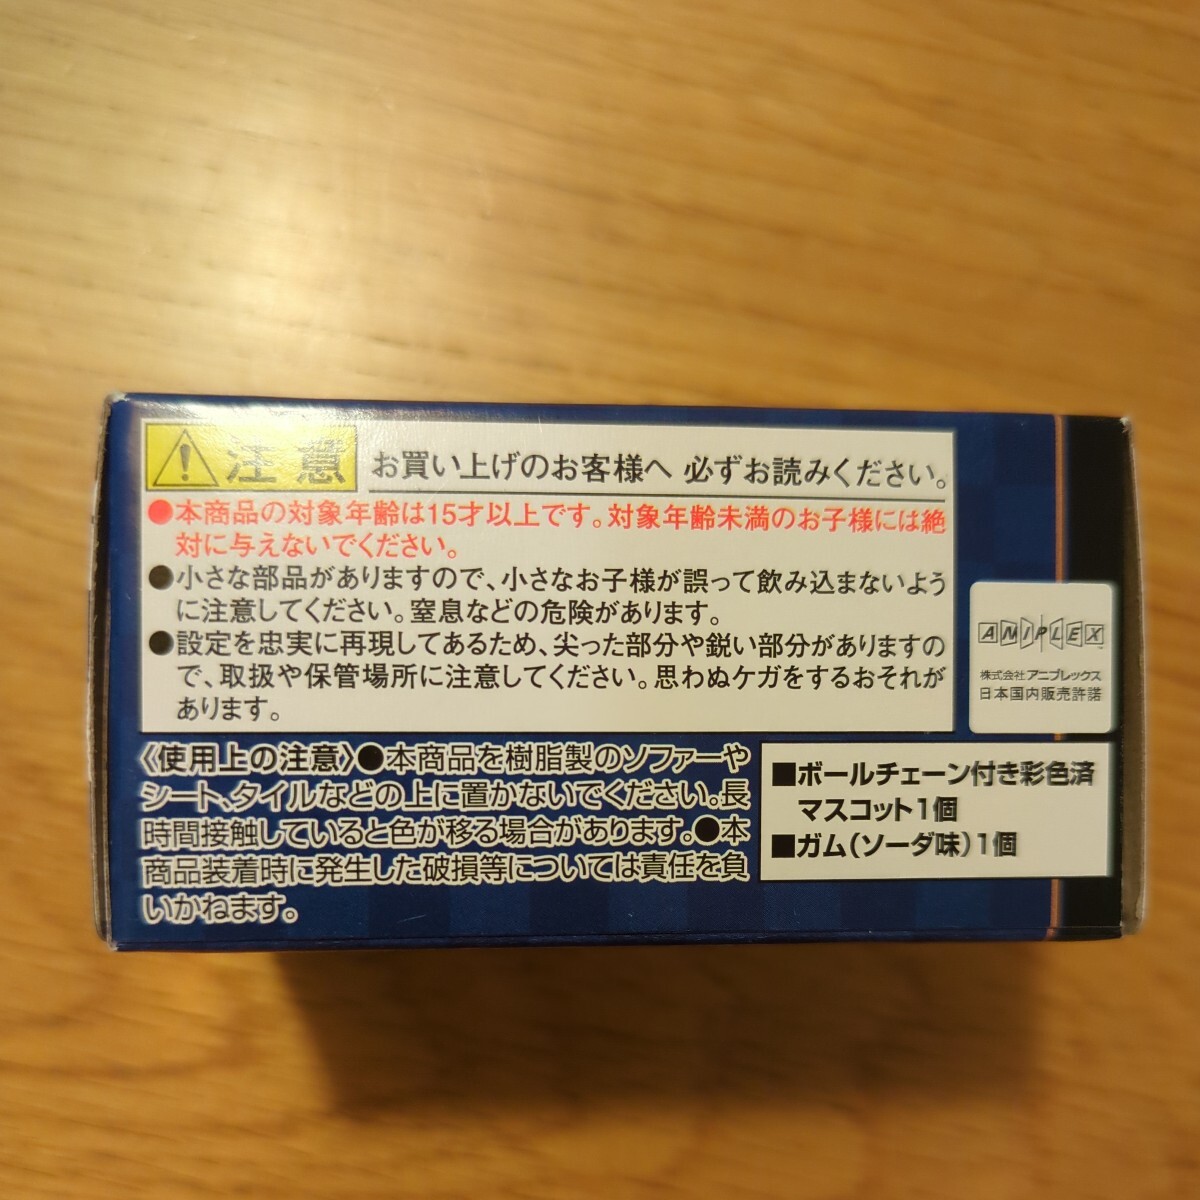 注意
お買い上げのお客様へ 必ずお読みください。
●本商品の対象年齢は15才以上です。対象年齢未満のお子様には絶
対に与えないでください。
●小さな部品がありますので、小さなお子様が誤って飲み込まないよう
に注意してください。窒息などの危険があります。
●設定を忠実に再現してあるため、尖った部分や鋭い部分がありますの
で、取扱や保管場所に注意してください。思わぬケガをするおそれが
あります。
ANIPLEX
株式会社 アニプレックス
日本国内販売許諾
〈使用上の注意〉●本商品を樹脂製のソファーや
シート、タイルなどの上に置かないでください。長
時間接触していると色が移る場合があります。●本
商品装着時に発生した破損等については責任を負
いかねます。
■ボールチェーン付き彩色済
マスコット1個
■ガム(ソーダ味)1個